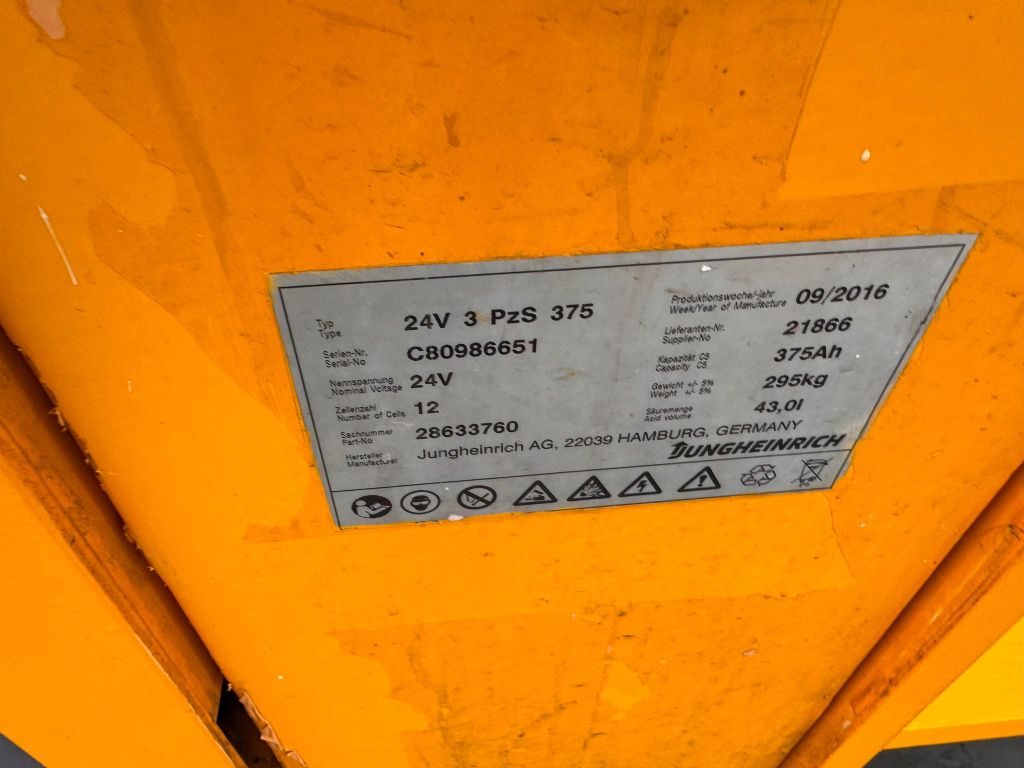 Typ
Type
24V 3 PzS 375
Serien-Nr.
Serial-No
C80986651
Nennspannung
Nominal Voltage
24V
Zellenzahl
Number of Cells
12
Sachnummer
Part-No
28633760
Hersteller
Manufacturer
Jungheinrich AG, 22039 HAMBURG, GERMANY
Produktionswoche/-jahr
Week/Year of Manufacture
09/2016
Lieferanten-Nr.
Supplier-No
21866
Kapazität C5
Capacity C5
375Ah
Gewicht +/- 5%
Weight +/- 5%
295kg
Säuremenge
Acid volume
43,0l
JUNGHEINRICH